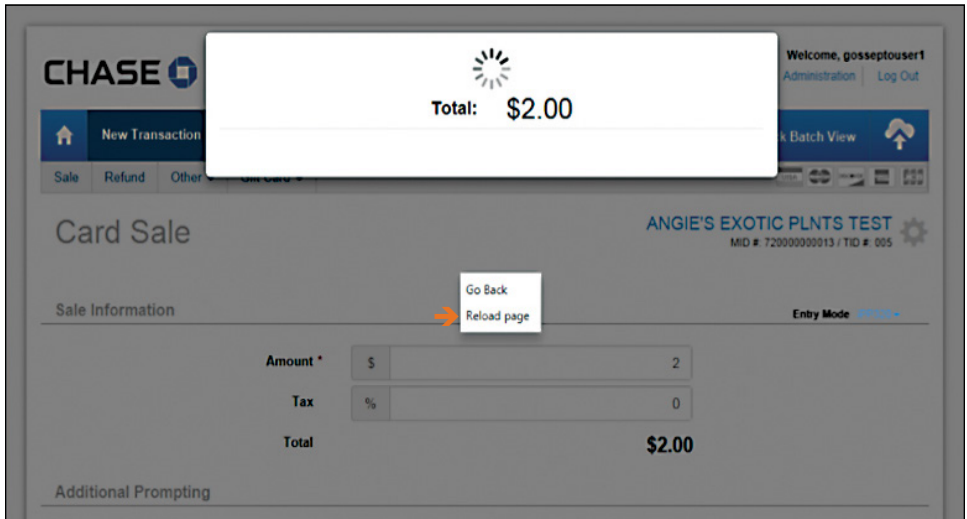 CHASE
Total: $2.00
Welcome, gosseptouser1
Administration Log Out
New Transaction
Batch View
Sale Refund Other
Card Sale
ANGIE'S EXOTIC PLNTS TEST
MID #: 720000000013 / TID #: 005
Go Back
Reload page
Sale Information
Entry Mode
Amount * $ 2
Tax % 0
Total $2.00
Additional Prompting